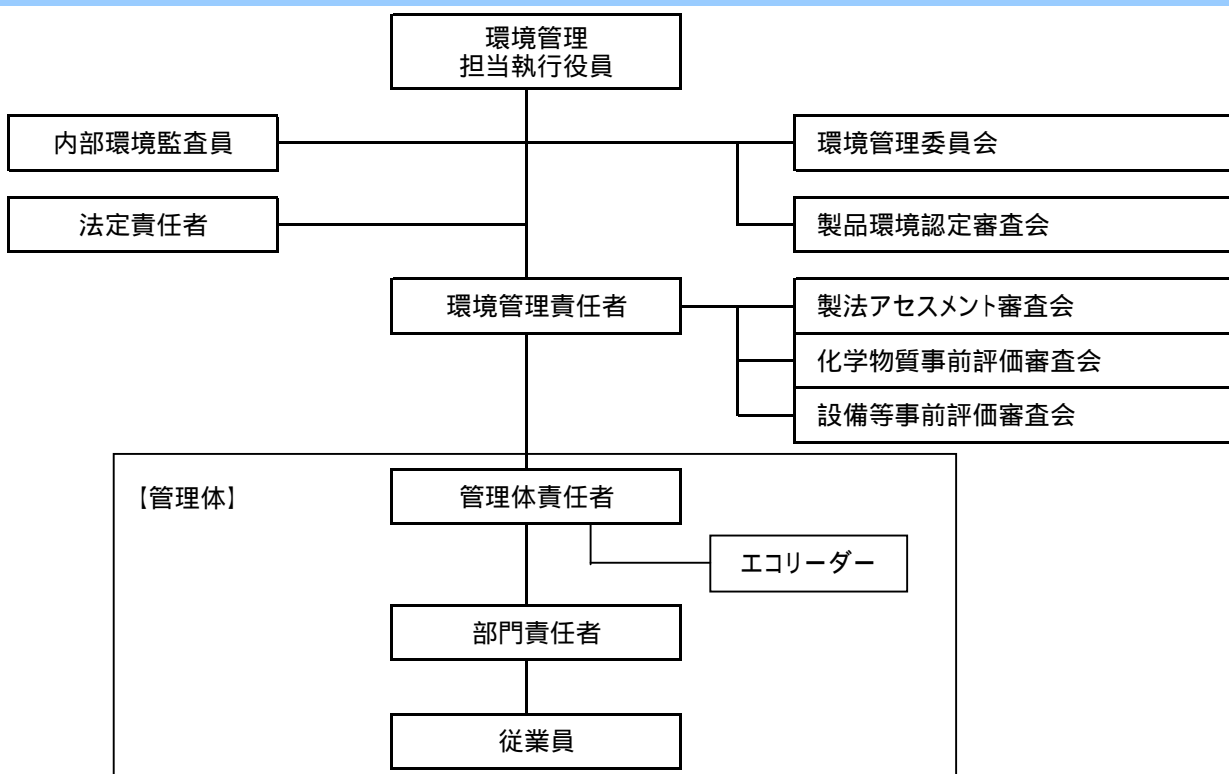 環境管理
担当執行役員
内部環境監査員
環境管理委員会
法定責任者
製品環境認定審査会
環境管理責任者
製法アセスメント審査会
化学物質事前評価審査会
設備等事前評価審査会
【管理体】
管理体責任者
エコリーダー
部門責任者
従業員